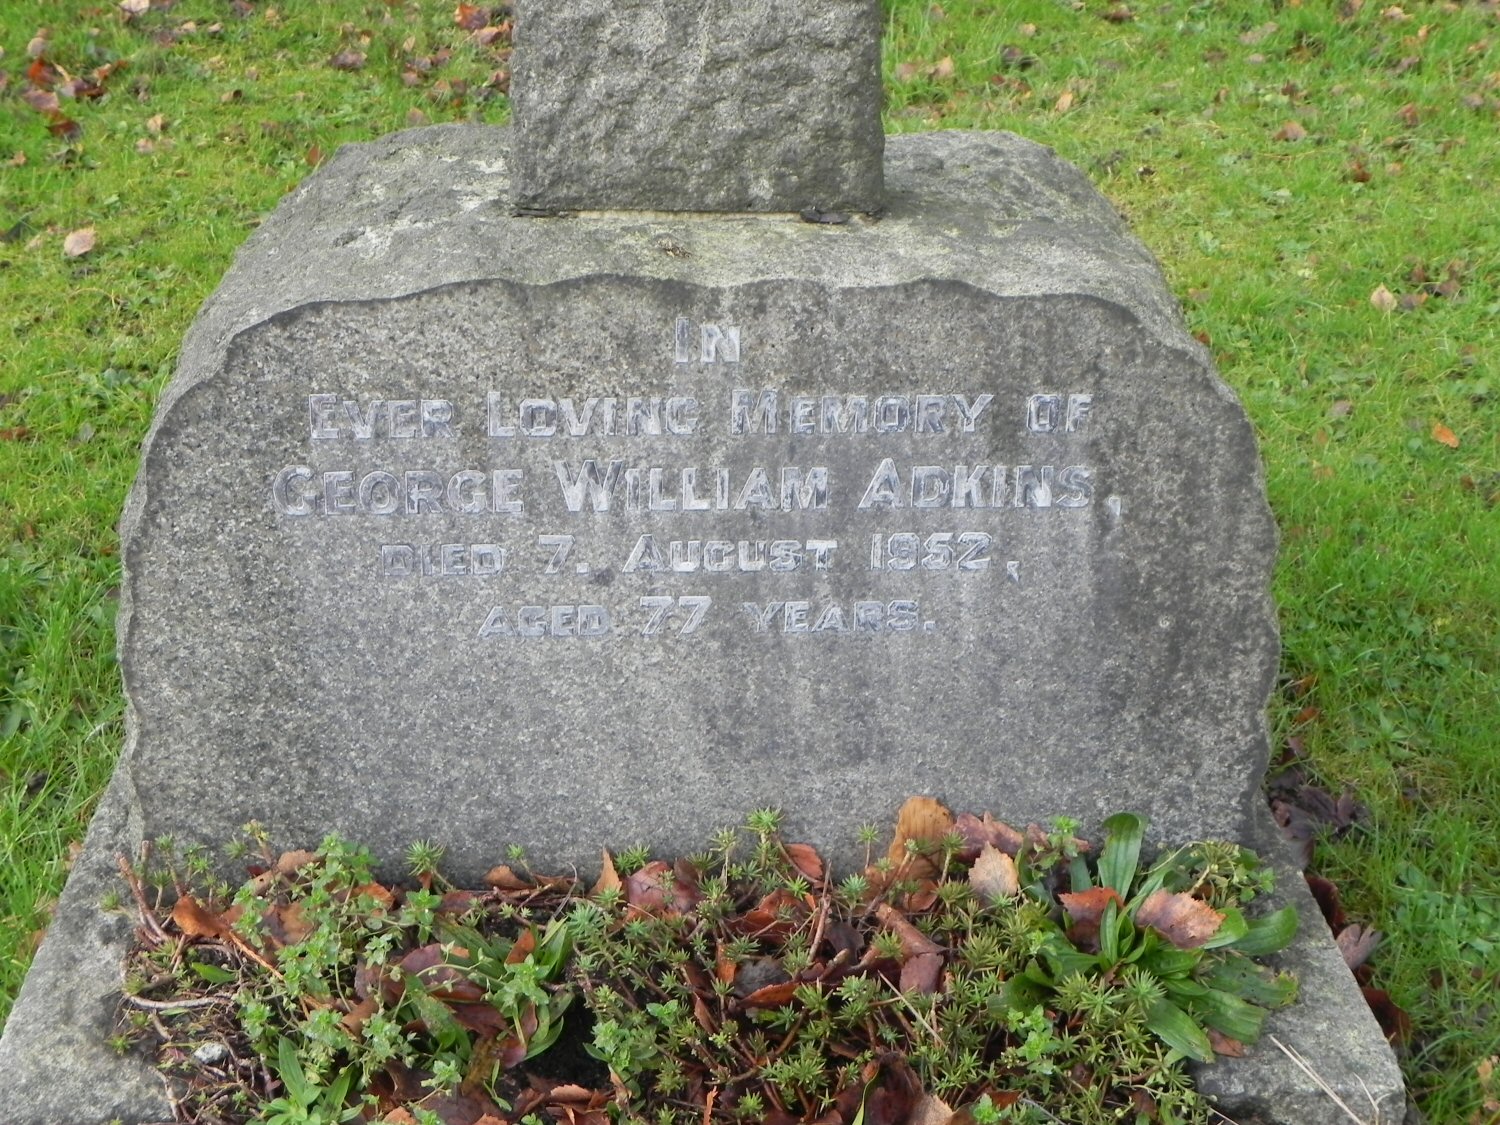 IN
EVER LOVING MEMORY OF
GEORGE WILLIAM ADKINS,
DIED 7. AUGUST 1952,
AGED 77 YEARS.